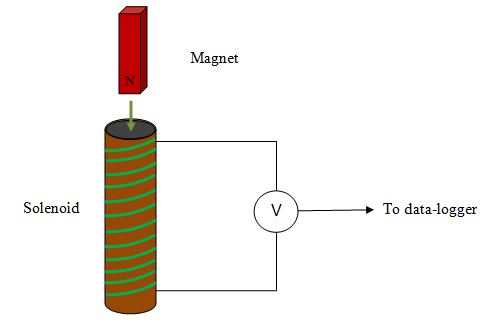 Magnet
N
Solenoid
V
To data-logger